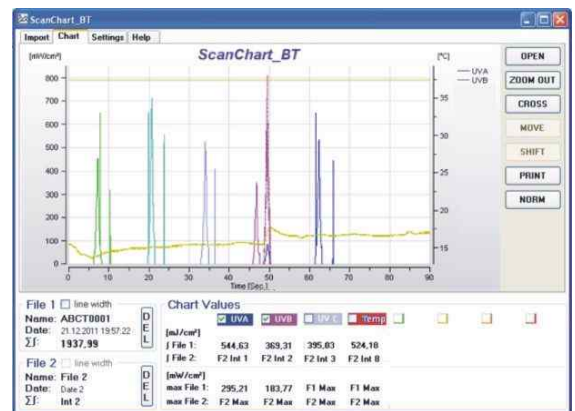 ScanChart_BT
Import Chart Settings Help
ScanChart_BT
[mW/cm²] [°C]
UVA
UVB
800
700
600
500
400
300
200
100
0
35
30
25
20
15
0 10 20 30 40 50 60 70 80 90
Time [Sep.]
OPEN
ZOOM OUT
CROSS
MOVE
SHIFT
PRINT
NORM
File 1 line width
Name: ABCT0001
Date: 21.12.2011 19:57:22
∑∫: 1937,99
DEL
File 2 line width
Name: File 2
Date: Date 2
∑∫: Int 2
DEL
Chart Values
UVA UVB UV C Temp
[mJ/cm²]
∫ File 1: 544,63 369,31 395,03 524,18
∫ File 2: F2 Int 1 F2 Int 2 F2 Int 3 F2 Int 8
[mW/cm²]
max File 1: 295,21 183,77 F1 Max F1 Max
max File 2: F2 Max F2 Max F2 Max F2 Max